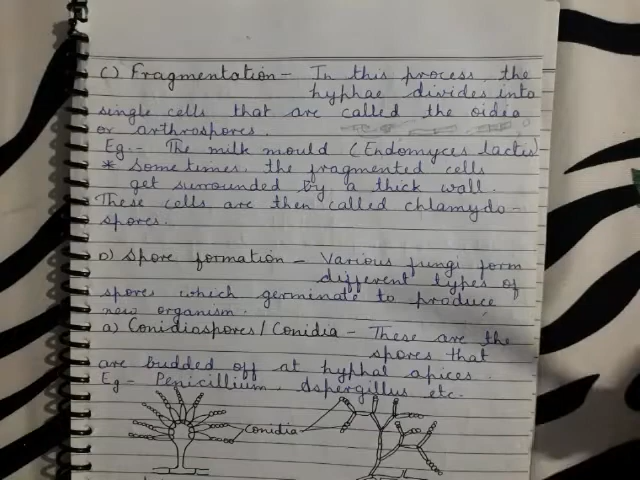 C) Fragmentation - In this process, the
hyphae divides into
single cells that are called the oidia
or arthrospores.
Eg.- The milk mould (Endomyces lactis)
* Sometimes, the fragmented cells
get surrounded by a thick wall.
These cells are then called chlamydo-
spores.
D) Spore formation - Various fungi form
different types of
spores which germinate to produce
new organism.
a) Conidiaspores / Conidia - These are the
spores that
are budded off at hyphal apices.
Eg - Penicillium, Aspergillus etc.
Conidia